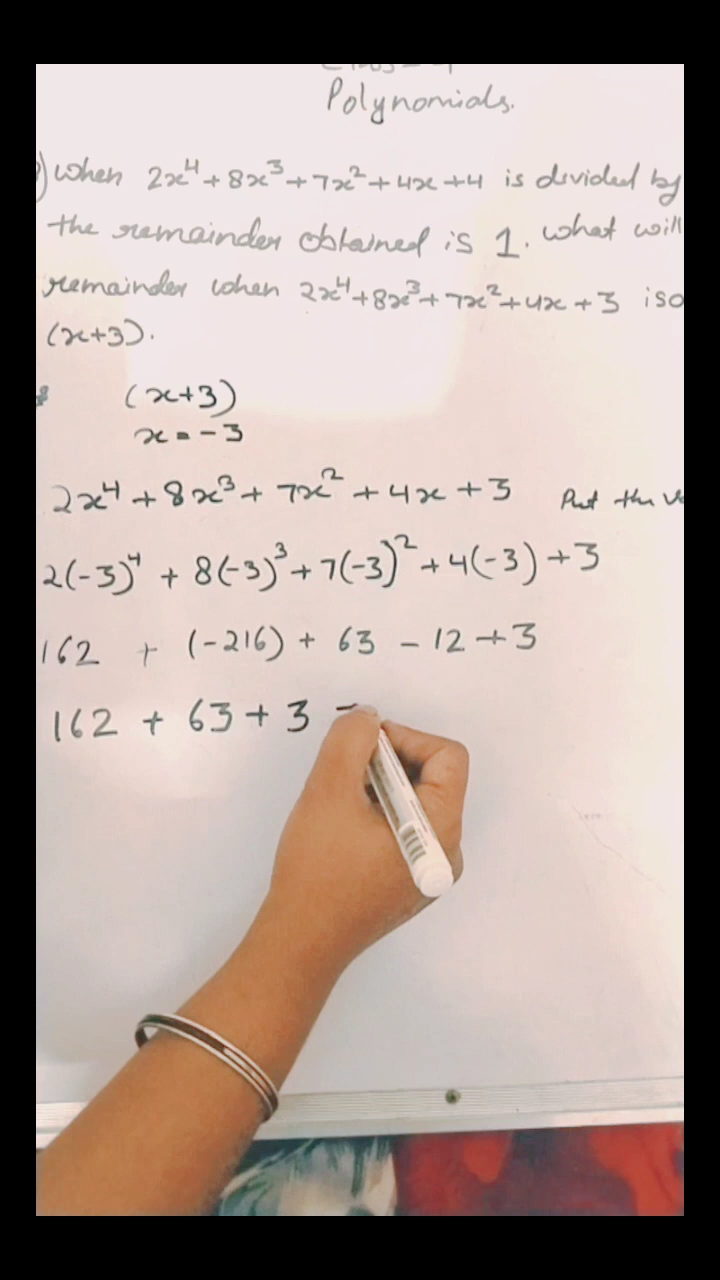 Polynomials.
) When 2x⁴ + 8x³ + 7x² + 4x + 4 is divided by
the remainder obtained is 1. what will
remainder when 2x⁴ + 8x³ + 7x² + 4x + 3 is
(x+3).
(x+3)
x = -3
2x⁴ + 8x³ + 7x² + 4x + 3 Put the
2(-3)⁴ + 8(-3)³ + 7(-3)² + 4(-3) + 3
162 + (-216) + 63 - 12 + 3
162 + 63 + 3 -